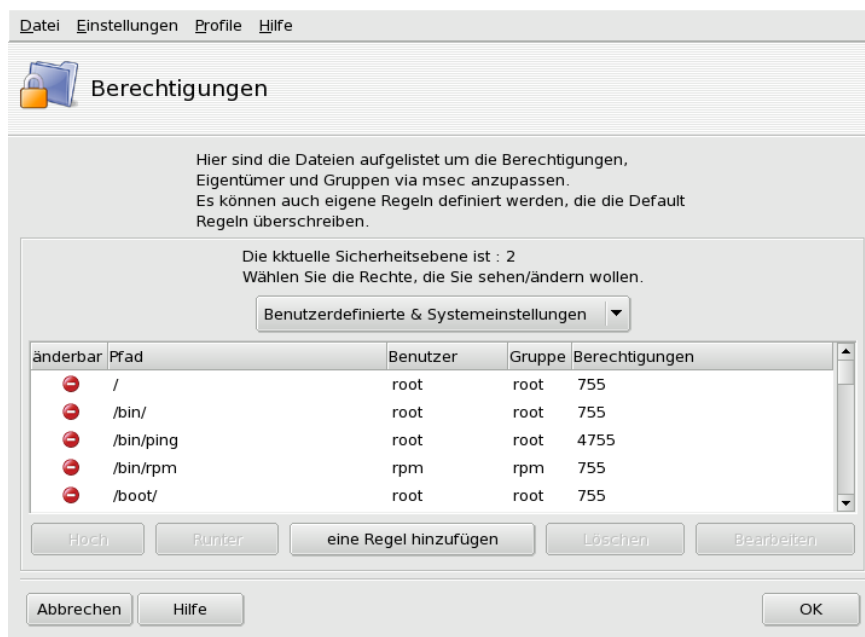 Datei Einstellungen Profile Hilfe
Berechtigungen
Hier sind die Dateien aufgelistet um die Berechtigungen,
Eigentümer und Gruppen via msec anzupassen.
Es können auch eigene Regeln definiert werden, die die Default
Regeln überschreiben.
Die kktuelle Sicherheitsebene ist : 2
Wählen Sie die Rechte, die Sie sehen/ändern wollen.
Benutzerdefinierte & Systemeinstellungen
änderbar Pfad Benutzer Gruppe Berechtigungen
/ root root 755
/bin/ root root 755
/bin/ping root root 4755
/bin/rpm rpm rpm 755
/boot/ root root 755
Hoch Runter eine Regel hinzufügen Löschen Bearbeiten
Abbrechen Hilfe OK